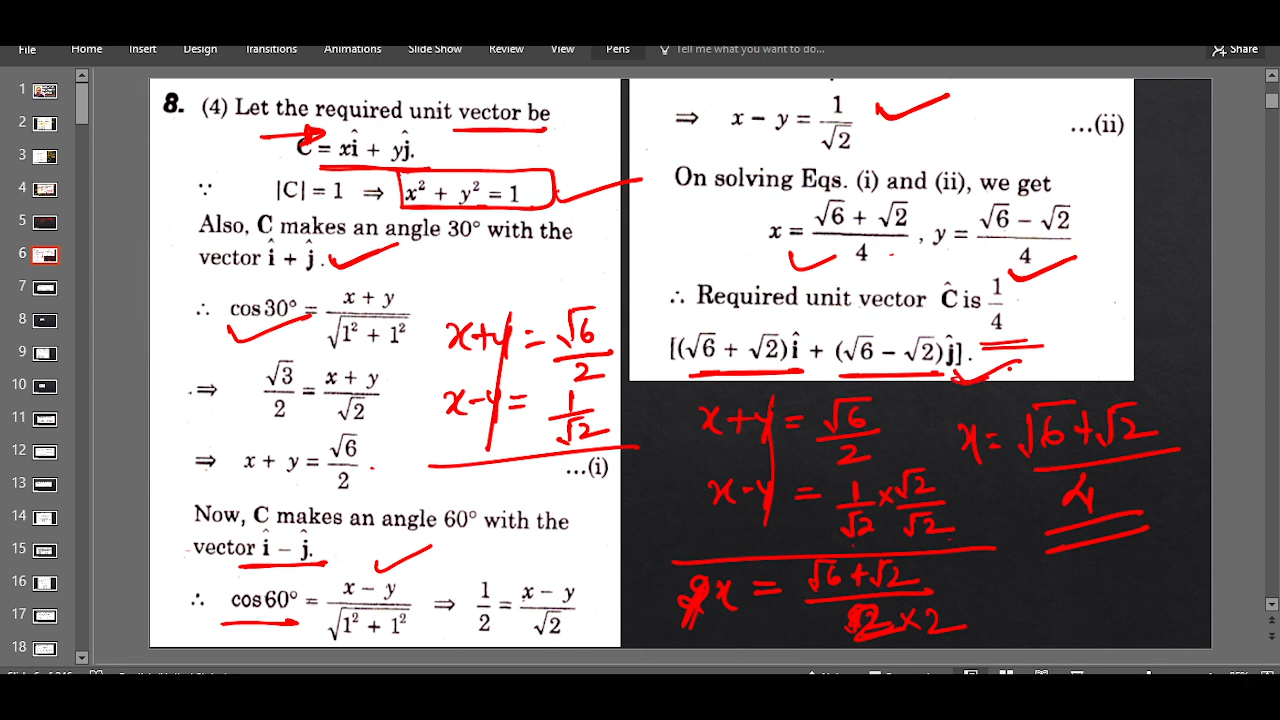 File Home Insert Design Transitions Animations Slide Show Review View Pens Tell me what you want to do... Share
1
2
3
4
5
6
7
8
9
10
11
12
13
14
15
16
17
18
8. (4) Let the required unit vector be
C = xî + yĵ.
∵ |C| = 1 ⇒ x² + y² = 1
Also, C makes an angle 30° with the
vector î + ĵ.
∴ cos 30° = (x + y)/√(1² + 1²)
⇒ √3/2 = (x + y)/√2
⇒ x + y = √6/2 ...(i)
Now, C makes an angle 60° with the
vector î − ĵ.
∴ cos 60° = (x − y)/√(1² + 1²) ⇒ 1/2 = (x − y)/√2
x+y = √6/2
x-y = 1/√2
⇒ x − y = 1/√2 ...(ii)
On solving Eqs. (i) and (ii), we get
x = (√6 + √2)/4, y = (√6 − √2)/4
∴ Required unit vector Ĉ is 1/4
[(√6 + √2)î + (√6 − √2)ĵ].
x+y = √6/2
x-y = 1/√2 × √2/√2
2x = (√6+√2)/(2×2)
x = (√6+√2)/4